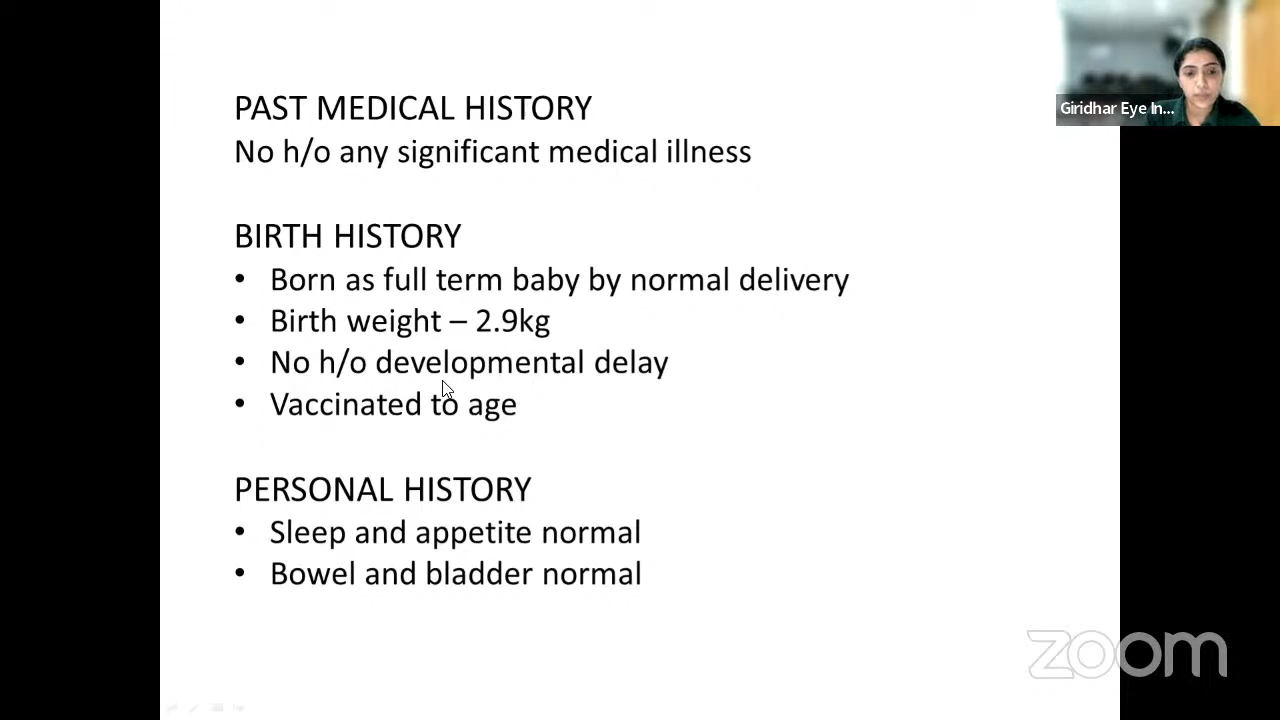 Giridhar Eye In...
PAST MEDICAL HISTORY
No h/o any significant medical illness
BIRTH HISTORY
• Born as full term baby by normal delivery
• Birth weight – 2.9kg
• No h/o developmental delay
• Vaccinated to age
PERSONAL HISTORY
• Sleep and appetite normal
• Bowel and bladder normal
zoom